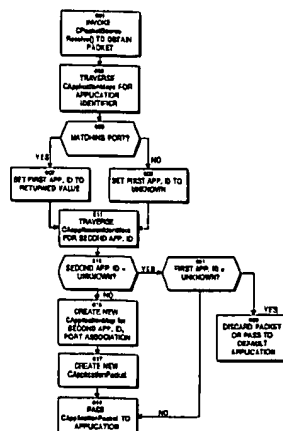 INVOKE
CPacketSource
Receive() TO OBTAIN
PACKET
TRAVERSE
CApplicationMaps FOR
APPLICATION
IDENTIFIER
MATCHING PORT?
YES
NO
SET FIRST APP. ID TO
RETURNED VALUE
SET FIRST APP. ID TO
UNKNOWN
TRAVERSE
FOR SECOND APP. ID
SECOND APP. ID =
UNKNOWN?
YES
FIRST APP. ID =
UNKNOWN?
NO
YES
CREATE NEW
CApplicationMap for
SECOND APP. ID,
PORT ASSOCIATION
DISCARD PACKET
OR PASS TO
DEFAULT
APPLICATION
CREATE NEW
CApplicationPacket
NO
PASS
CApplicationPacket TO
APPLICATION